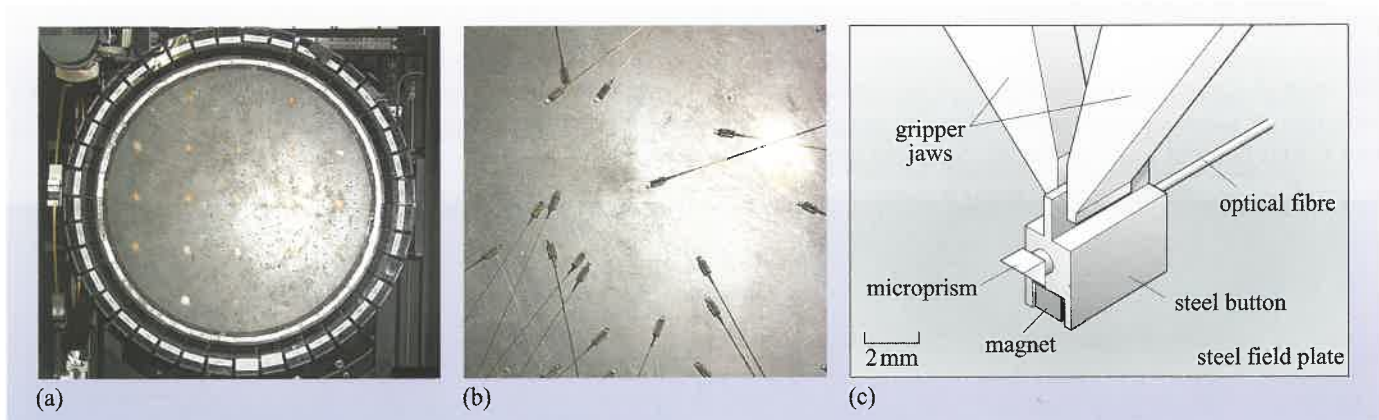 gripper
jaws
optical fibre
microprism
steel button
magnet
2 mm
steel field plate
(a)
(b)
(c)